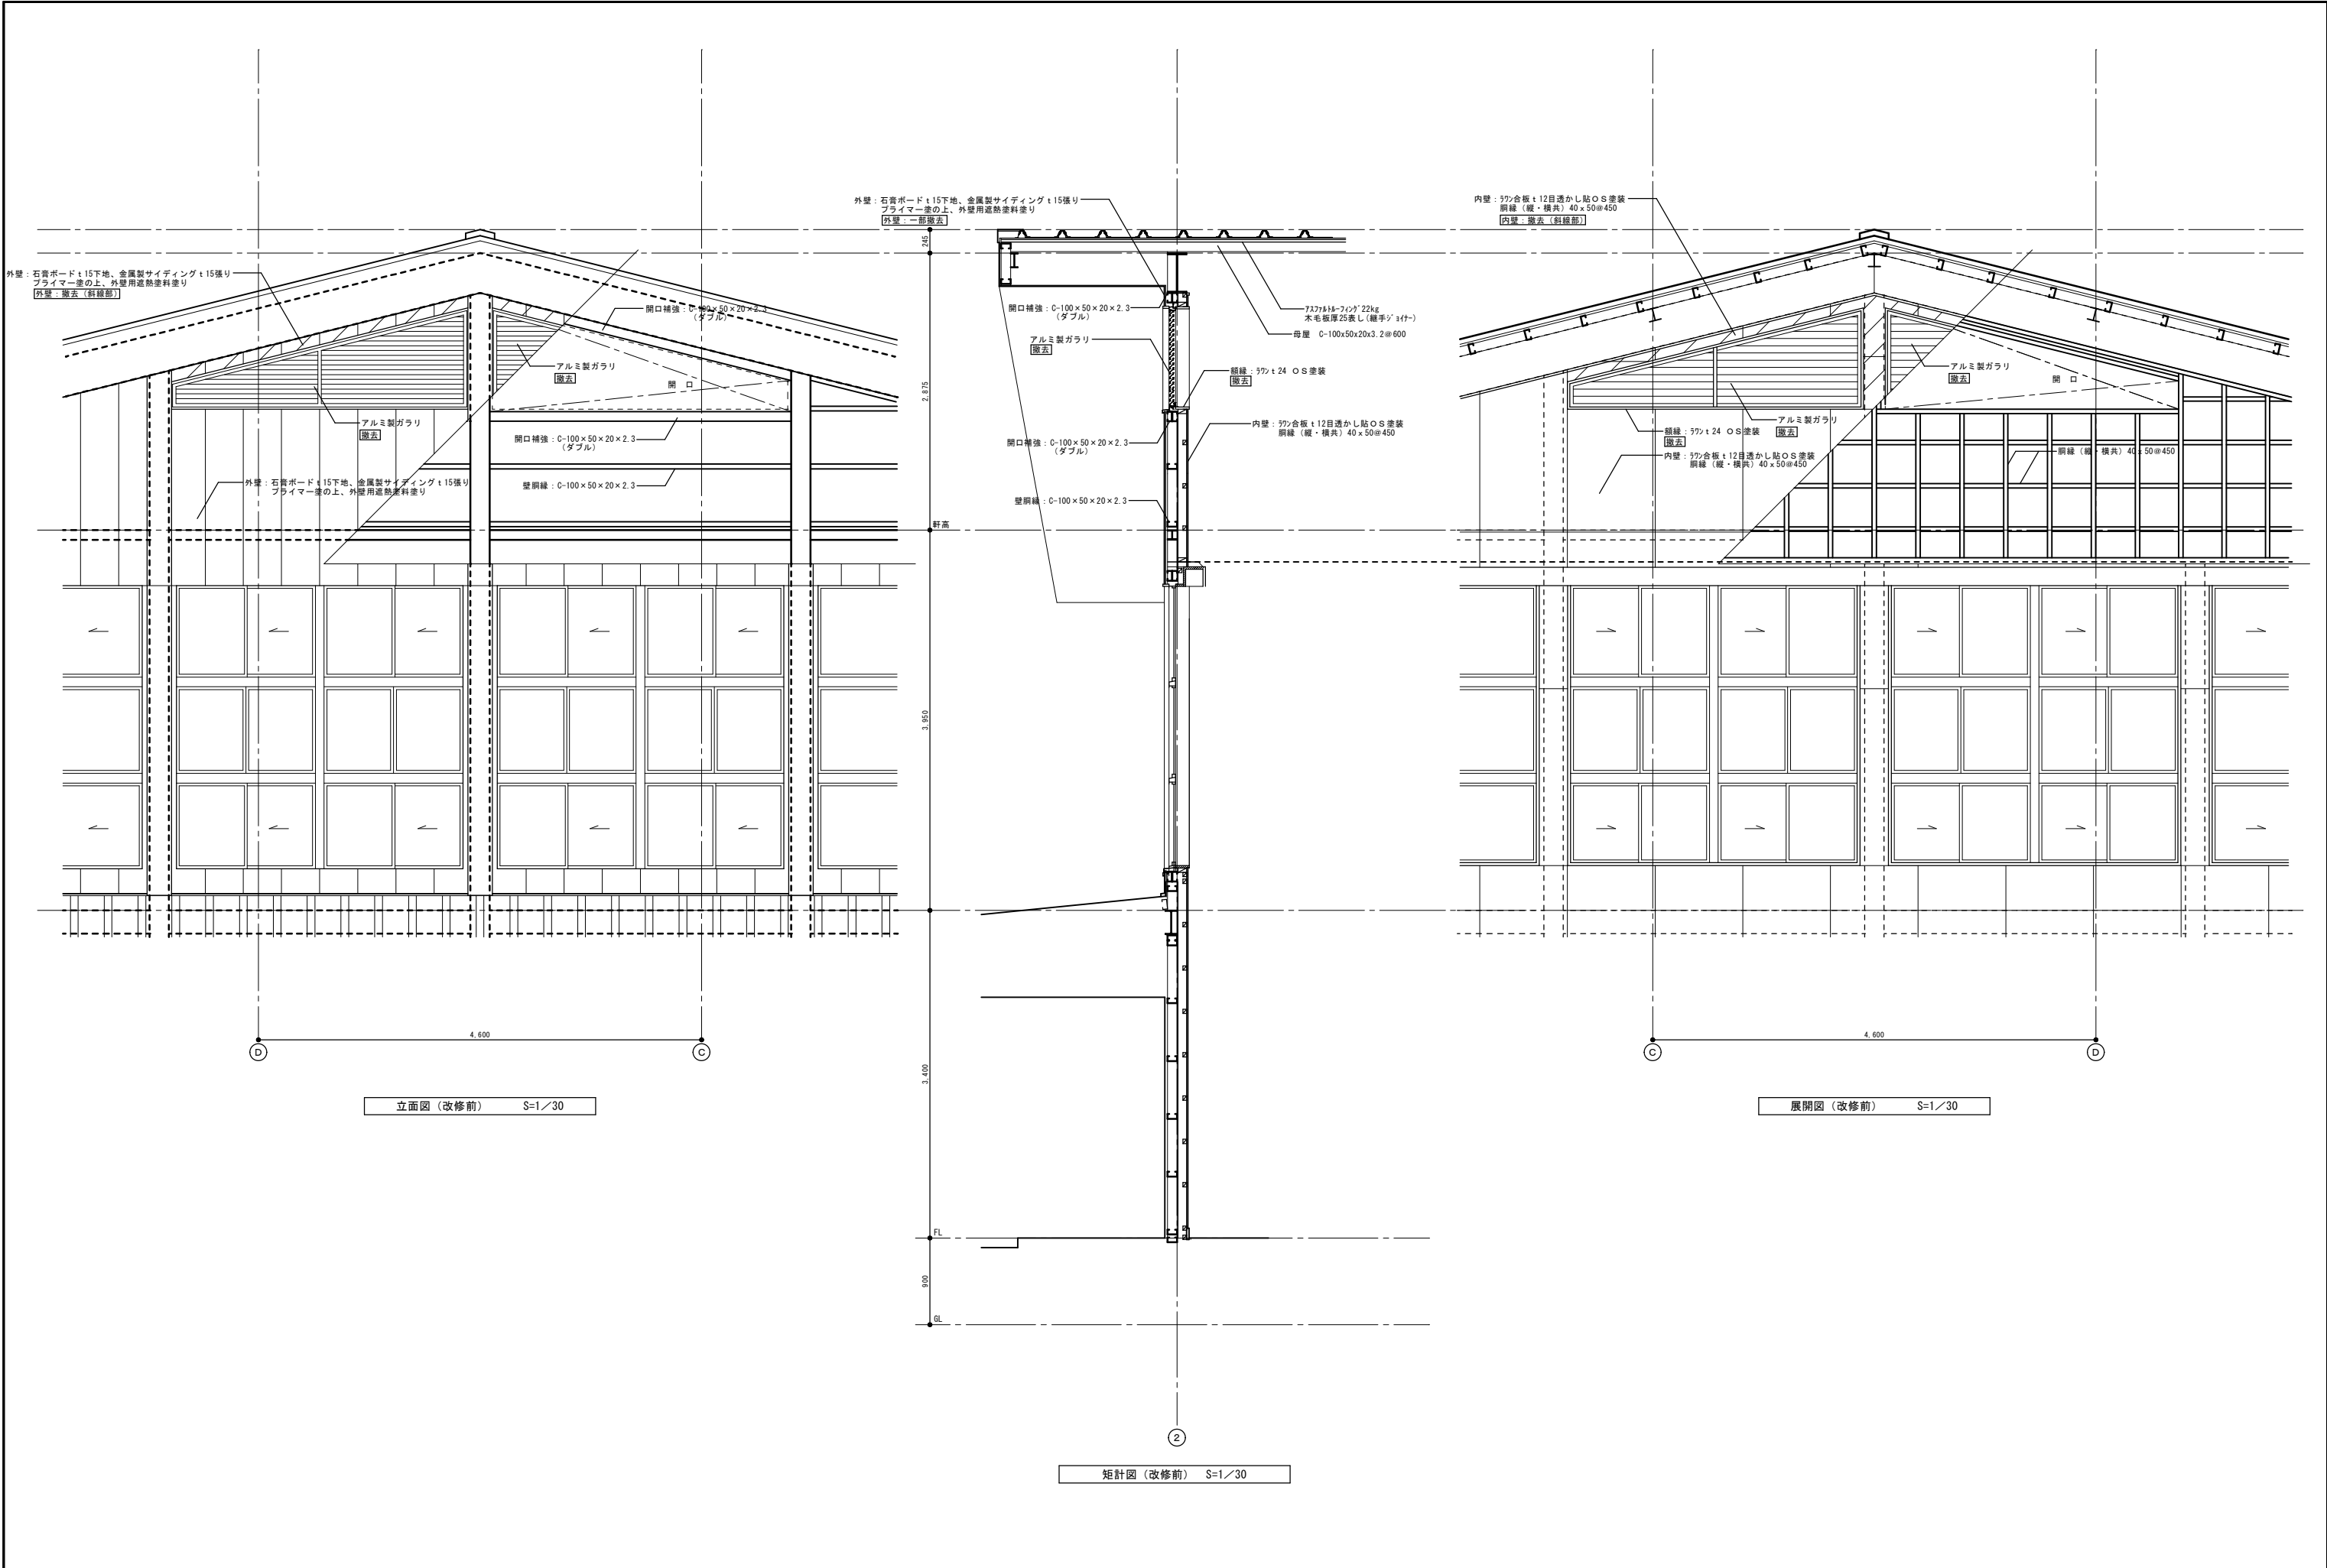 外壁：石膏ボードｔ15下地、金属製サイディングｔ15張り
プライマー塗の上、外壁用遮熱塗料塗り
外壁：撤去（斜線部）
開口補強：C-100×50×20×2.3
（ダブル）
アルミ製ガラリ
撤去
開　口
アルミ製ガラリ
撤去
開口補強：C-100×50×20×2.3
（ダブル）
外壁：石膏ボードｔ15下地、金属製サイディングｔ15張り
プライマー塗の上、外壁用遮熱塗料塗り
壁胴縁：C-100×50×20×2.3
4,600
D
C
立面図（改修前）　S=1／30
外壁：石膏ボードｔ15下地、金属製サイディングｔ15張り
プライマー塗の上、外壁用遮熱塗料塗り
外壁：一部撤去
245
2,875
軒高
3,950
3,400
FL
900
GL
開口補強：C-100×50×20×2.3
（ダブル）
アルミ製ガラリ
撤去
ｱｽﾌｧﾙﾄﾙｰﾌｨﾝｸﾞ22kg
木毛板厚25表し(継手ｼﾞｮｲﾅｰ)
母屋　C-100x50x20x3.2@600
額縁：ﾗﾜﾝｔ24 ＯＳ塗装
撤去
内壁：ﾗﾜﾝ合板ｔ12目透かし貼ＯＳ塗装
胴縁（縦・横共）40ｘ50@450
開口補強：C-100×50×20×2.3
（ダブル）
壁胴縁：C-100×50×20×2.3
2
矩計図（改修前）　S=1／30
内壁：ﾗﾜﾝ合板ｔ12目透かし貼ＯＳ塗装
胴縁（縦・横共）40ｘ50@450
内壁：撤去（斜線部）
アルミ製ガラリ
撤去
開　口
アルミ製ガラリ
撤去
額縁：ﾗﾜﾝｔ24 ＯＳ塗装
撤去
内壁：ﾗﾜﾝ合板ｔ12目透かし貼ＯＳ塗装
胴縁（縦・横共）40ｘ50@450
胴縁（縦・横共）40ｘ50@450
4,600
C
D
展開図（改修前）　S=1／30